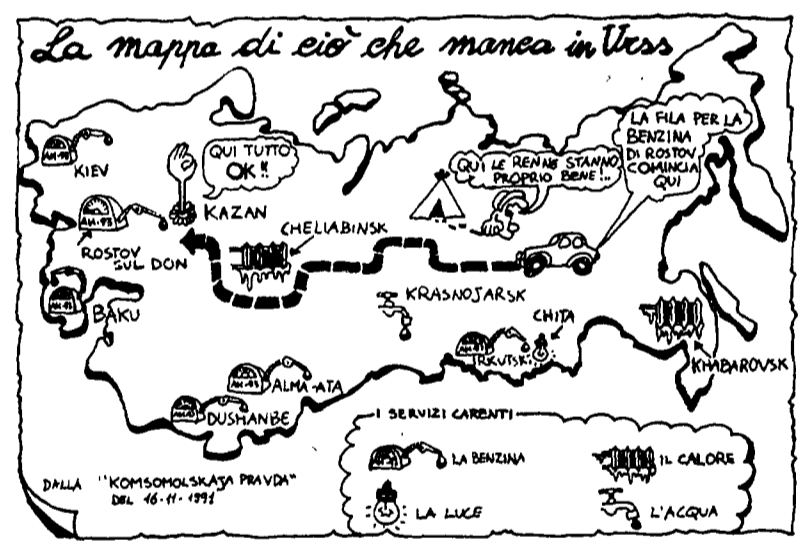 La mappa di ciò che manca in Urss
LA FILA PER LA
BENZINA
DI ROSTOV
COMINCIA
QUI
QUI TUTTO
OK!!
QUI LE RENNE STANNO
PROPRIO BENE!..
KIEV
KAZAN
AH-93
ROSTOV
SUL DON
CHELIABINSK
BAKU
KRASNOJARSK
CHITA
IRKUTSK
KHABAROVSK
ALMA-ATA
DUSHANBE
I SERVIZI CARENTI
LA BENZINA
IL CALORE
LA LUCE
L'ACQUA
DALLA "KOMSOMOLSKAJA PRAVDA"
DEL 16-11-1991